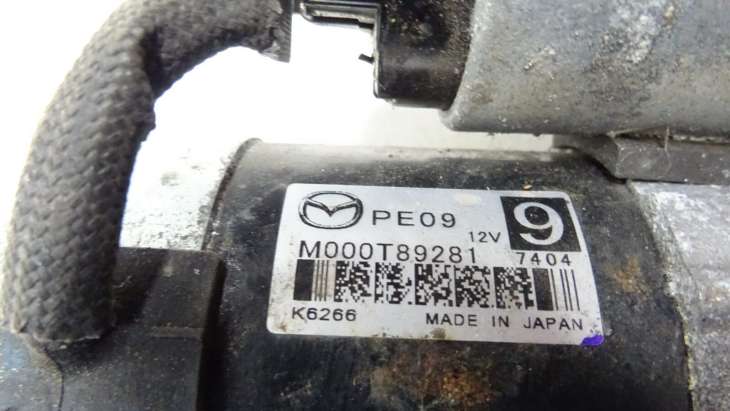 PE09
12V 9
M000T89281 7404
K6266 MADE IN JAPAN